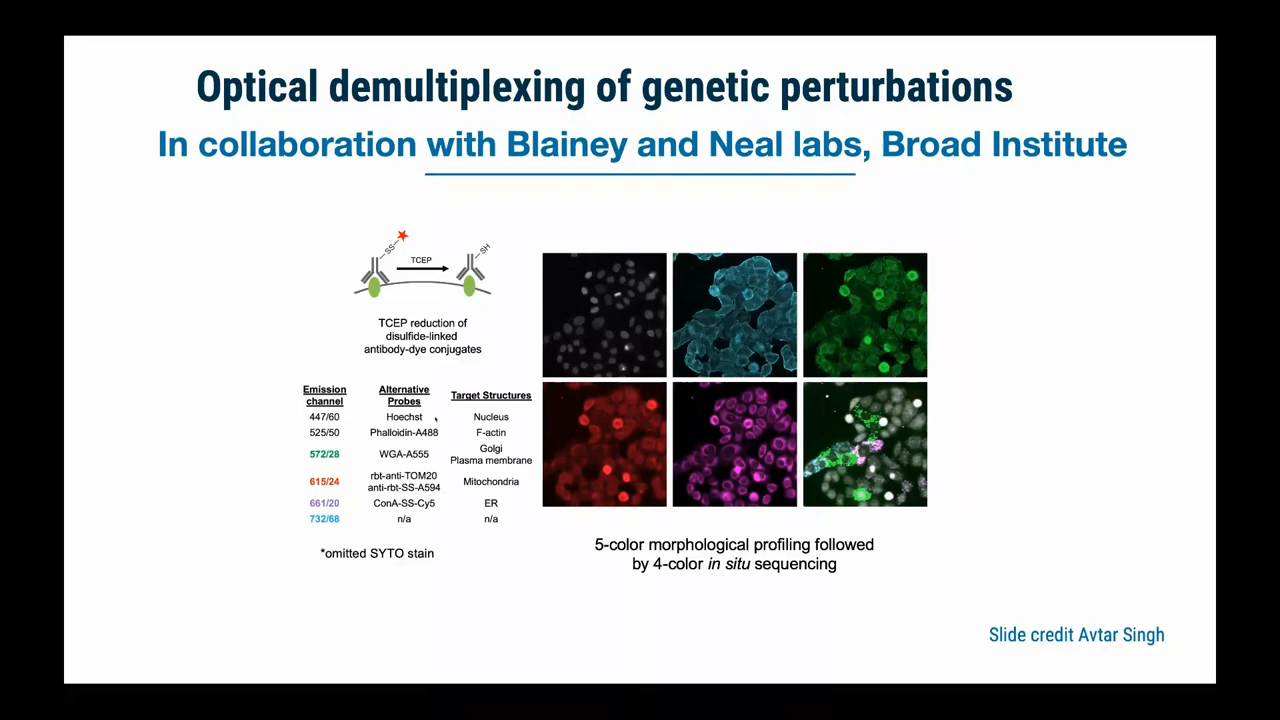 Optical demultiplexing of genetic perturbations
In collaboration with Blainey and Neal labs, Broad Institute
SS
TCEP
SH
TCEP reduction of
disulfide-linked
antibody-dye conjugates
Emission channel Alternative Probes Target Structures
447/60 Hoechst Nucleus
525/50 Phalloidin-A488 F-actin
572/28 WGA-A555 Golgi Plasma membrane
615/24 rbt-anti-TOM20 anti-rbt-SS-A594 Mitochondria
661/20 ConA-SS-Cy5 ER
732/68 n/a n/a
*omitted SYTO stain
5-color morphological profiling followed
by 4-color in situ sequencing
Slide credit Avtar Singh